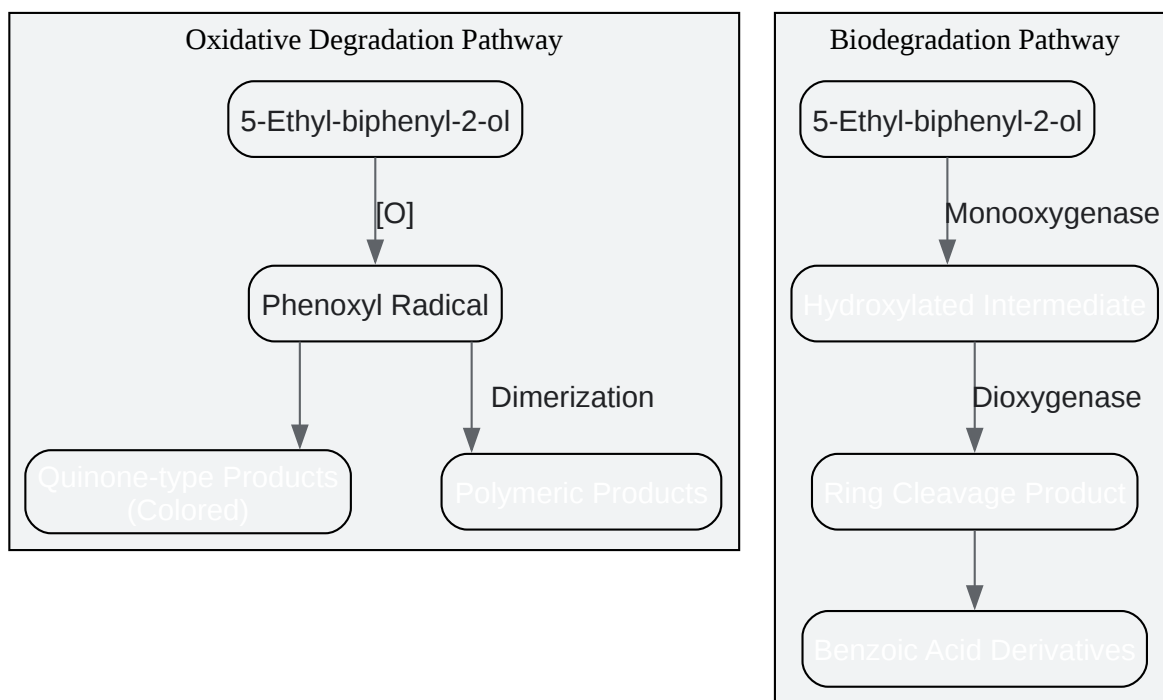 Oxidative Degradation Pathway
5-Ethyl-biphenyl-2-ol
[O]
Phenoxyl Radical
Dimerization
Quinone-type Products
(Colored)
Polymeric Products
Biodegradation Pathway
5-Ethyl-biphenyl-2-ol
Monooxygenase
Hydroxylated Intermediate
Dioxygenase
Ring Cleavage Product
Benzoic Acid Derivatives